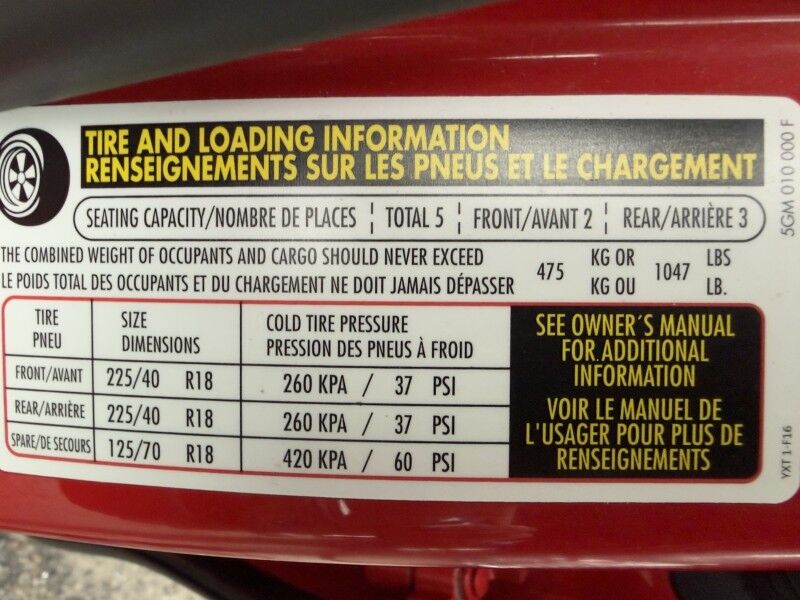 TIRE AND LOADING INFORMATION
RENSEIGNEMENTS SUR LES PNEUS ET LE CHARGEMENT
SEATING CAPACITY/NOMBRE DE PLACES ¦ TOTAL 5 ¦ FRONT/AVANT 2 ¦ REAR/ARRIÈRE 3
THE COMBINED WEIGHT OF OCCUPANTS AND CARGO SHOULD NEVER EXCEED
LE POIDS TOTAL DES OCCUPANTS ET DU CHARGEMENT NE DOIT JAMAIS DÉPASSER
475 KG OR 1047 LBS
KG OU LB.
TIRE SIZE COLD TIRE PRESSURE
PNEU DIMENSIONS PRESSION DES PNEUS À FROID
FRONT/AVANT 225/40 R18 260 KPA / 37 PSI
REAR/ARRIÈRE 225/40 R18 260 KPA / 37 PSI
SPARE/DE SECOURS 125/70 R18 420 KPA / 60 PSI
SEE OWNER'S MANUAL
FOR ADDITIONAL
INFORMATION
VOIR LE MANUEL DE
L'USAGER POUR PLUS DE
RENSEIGNEMENTS
5GM 010 000 F
YXT 1-F16